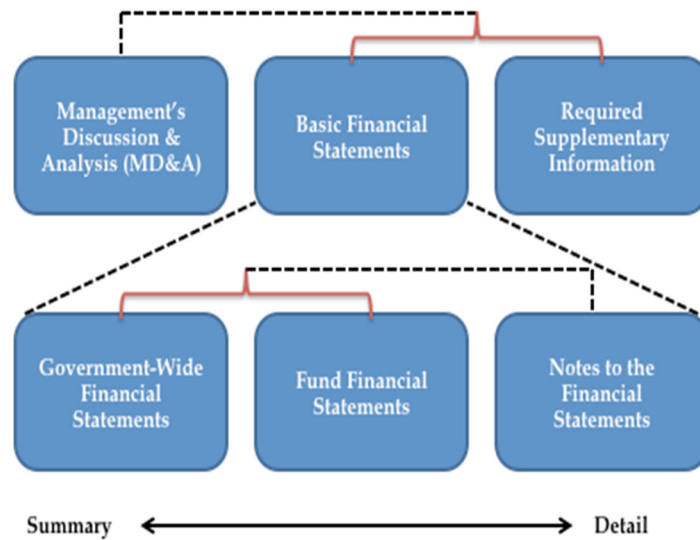 Management's
Discussion &
Analysis (MD&A)
Basic Financial
Statements
Required
Supplementary
Information
Government-Wide
Financial
Statements
Fund Financial
Statements
Notes to the
Financial
Statements
Summary
Detail